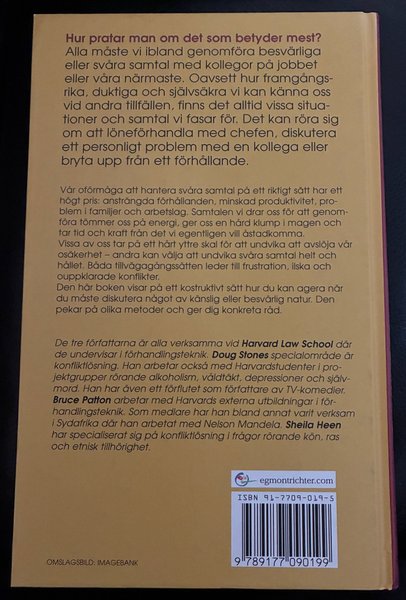 Hur pratar man om det som betyder mest?
Alla måste vi ibland genomföra besvärliga
eller svåra samtal med kollegor på jobbet
eller våra närmaste. Oavsett hur framgångs-
rika, duktiga och självsäkra vi kan känna oss
vid andra tillfällen, finns det alltid vissa situa-
tioner och samtal vi fasar för. Det kan röra sig
om att löneförhandla med chefen, diskutera
ett personligt problem med en kollega eller
bryta upp från ett förhållande.
Vår oförmåga att hantera svåra samtal på ett riktigt sätt har ett
högt pris: ansträngda förhållanden, minskad produktivitet, pro-
blem i familjer och arbetslag. Samtalen vi drar oss för att genom-
föra tömmer oss på energi, ger oss en hård klump i magen och
tar tid och kraft från det vi egentligen vill åstadkomma.
Vissa av oss tar på ett hårt yttre skal för att undvika att avslöja vår
osäkerhet – andra kan välja att undvika svåra samtal helt och
hållet. Båda tillvägagångssätten leder till frustration, ilska och
ouppklarade konflikter.
Den här boken visar på ett kostruktivt sätt hur du kan agera när
du måste diskutera något av känslig eller besvärlig natur. Den
pekar på olika metoder och ger dig konkreta råd.
De tre författarna är alla verksamma vid Harvard Law School där
de undervisar i förhandlingsteknik. Doug Stones specialområde är
konfliktlösning. Han arbetar också med Harvardstudenter i pro-
jektgrupper rörande alkoholism, våldtäkt, depressioner och själv-
mord. Han har även ett förflutet som författare av TV-komedier.
Bruce Patton arbetar med Harvards externa utbildningar i för-
handlingsteknik. Som medlare har han bland annat varit verksam
i Sydafrika där han arbetat med Nelson Mandela. Sheila Heen
har specialiserat sig på konfliktlösning i frågor rörande kön, ras
och etnisk tillhörighet.
egmontrichter.com
ISBN 91-7709-019-5
9 789177 090199
OMSLAGSBILD: IMAGEBANK